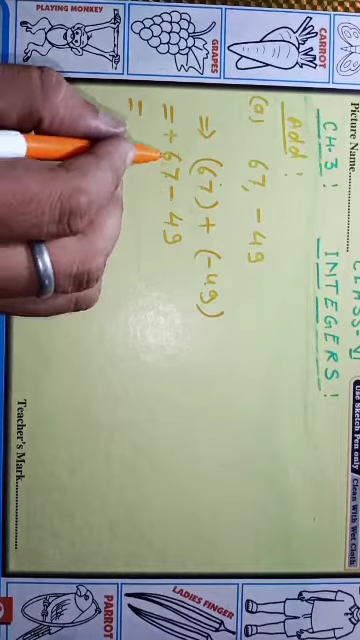 PLAYING MONKEY
GRAPES
CARROT
Picture Name
CLASS-VI
Use Sketch Pen only Clean With Wet Cloth
CH-3: INTEGERS:
Add:
(a) 67, -49
⇒ (67) + (-49)
= +67 - 49
=
Teacher's Mark
PARROT
LADIES FINGER